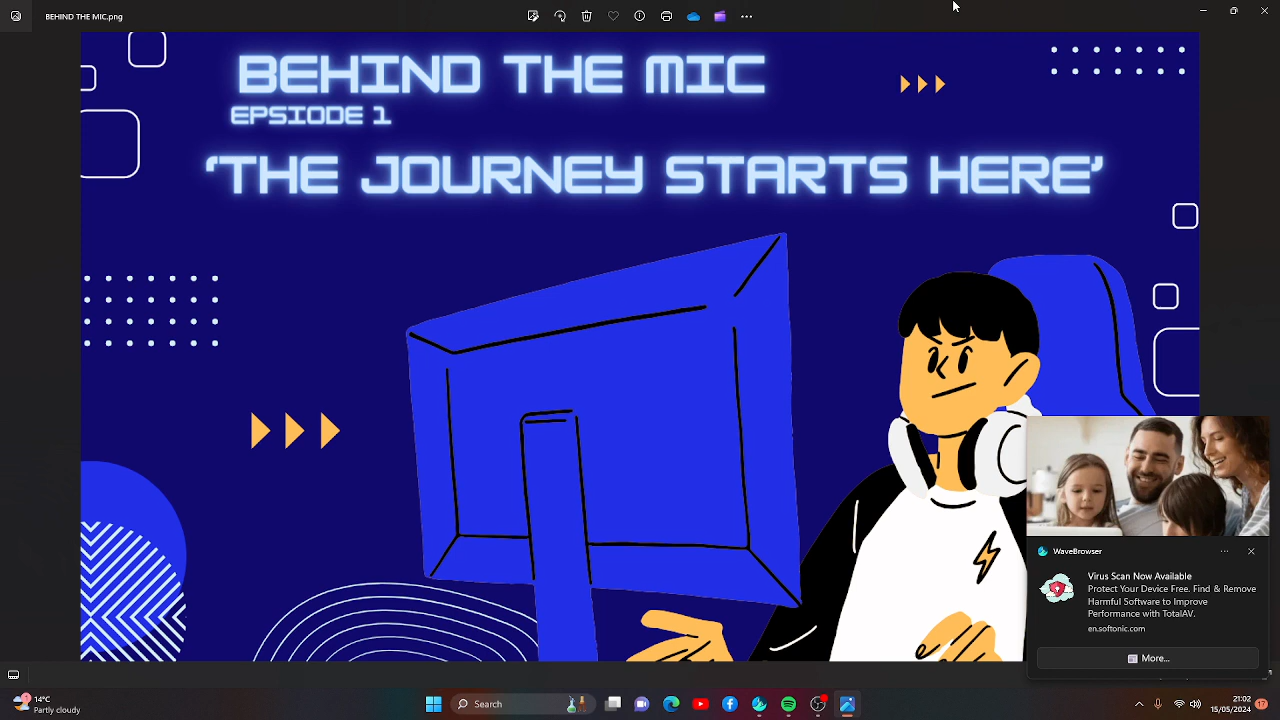 BEHIND THE MIC.png
BEHIND THE MIC
EPSIODE 1
‘THE JOURNEY STARTS HERE’
WaveBrowser
Virus Scan Now Available
Protect Your Device Free. Find & Remove
Harmful Software to Improve
Performance with TotalAV.
en.softonic.com
More...
14°C
Partly cloudy
Search
21:02
15/05/2024